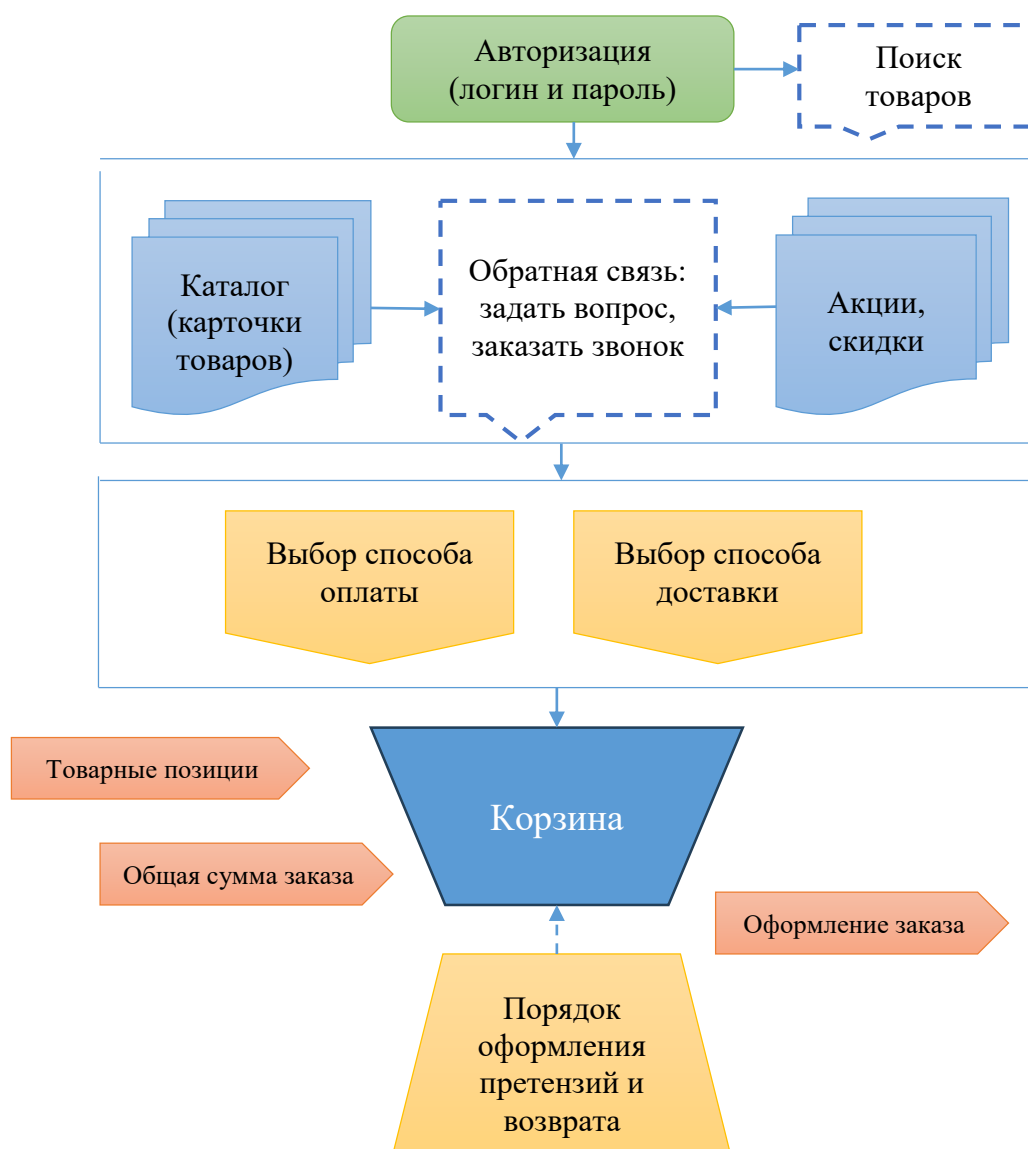 Авторизация
(логин и пароль)
Поиск
товаров
Каталог
(карточки
товаров)
Обратная связь:
задать вопрос,
заказать звонок
Акции,
скидки
Выбор способа
оплаты
Выбор способа
доставки
Товарные позиции
Корзина
Общая сумма заказа
Оформление заказа
Порядок
оформления
претензий и
возврата